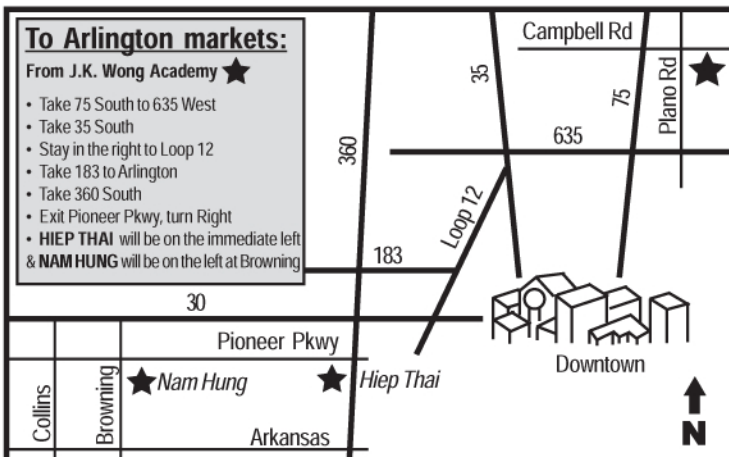 To Arlington markets:
From J.K. Wong Academy
• Take 75 South to 635 West
• Take 35 South
• Stay in the right to Loop 12
• Take 183 to Arlington
• Take 360 South
• Exit Pioneer Pkwy, turn Right
• HIEP THAI will be on the immediate left
& NAM HUNG will be on the left at Browning
Campbell Rd
35
75
Plano Rd
360
635
Loop 12
183
30
Pioneer Pkwy
Downtown
Collins
Browning
Nam Hung
Hiep Thai
Arkansas
N